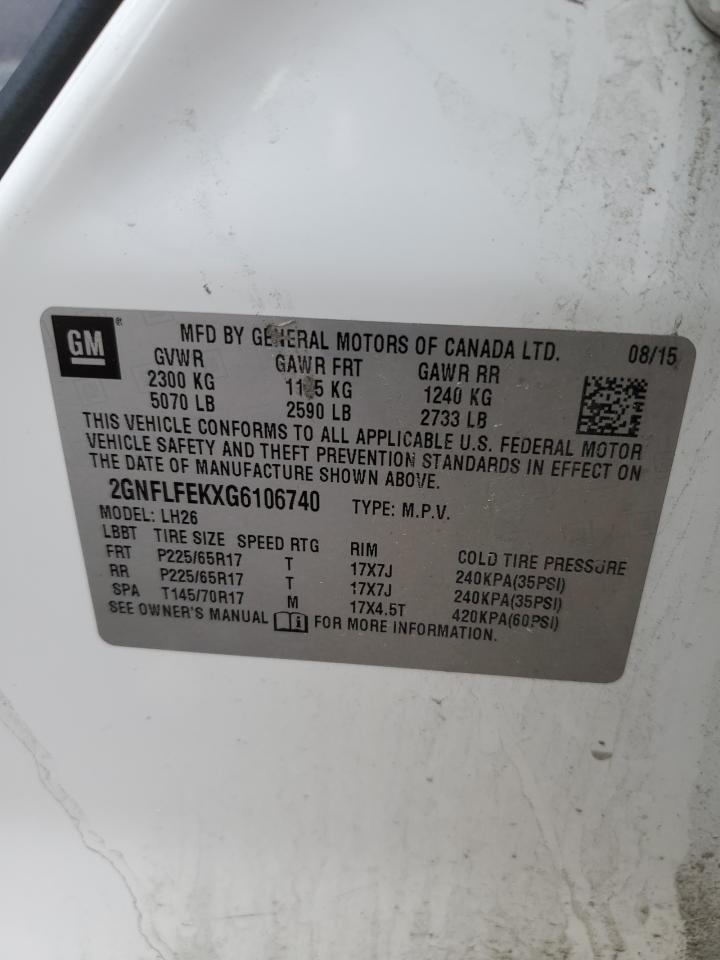 GM® MFD BY GENERAL MOTORS OF CANADA LTD. 08/15
GVWR GAWR FRT GAWR RR
2300 KG KG 1240 KG
5070 LB 2590 LB 2733 LB
THIS VEHICLE CONFORMS TO ALL APPLICABLE U.S. FEDERAL MOTOR
VEHICLE SAFETY AND THEFT PREVENTION STANDARDS IN EFFECT ON
THE DATE OF MANUFACTURE SHOWN ABOVE.
2GNFLFEKXG6106740 TYPE: M.P.V.
MODEL: LH26
LBBT TIRE SIZE SPEED RTG RIM COLD TIRE PRESSURE
FRT P225/65R17 T 17X7J 240KPA(35PSI)
RR P225/65R17 T 17X7J 240KPA(35PSI)
SPA T145/70R17 M 17X4.5T 420KPA(60PSI)
SEE OWNER'S MANUAL FOR MORE INFORMATION.